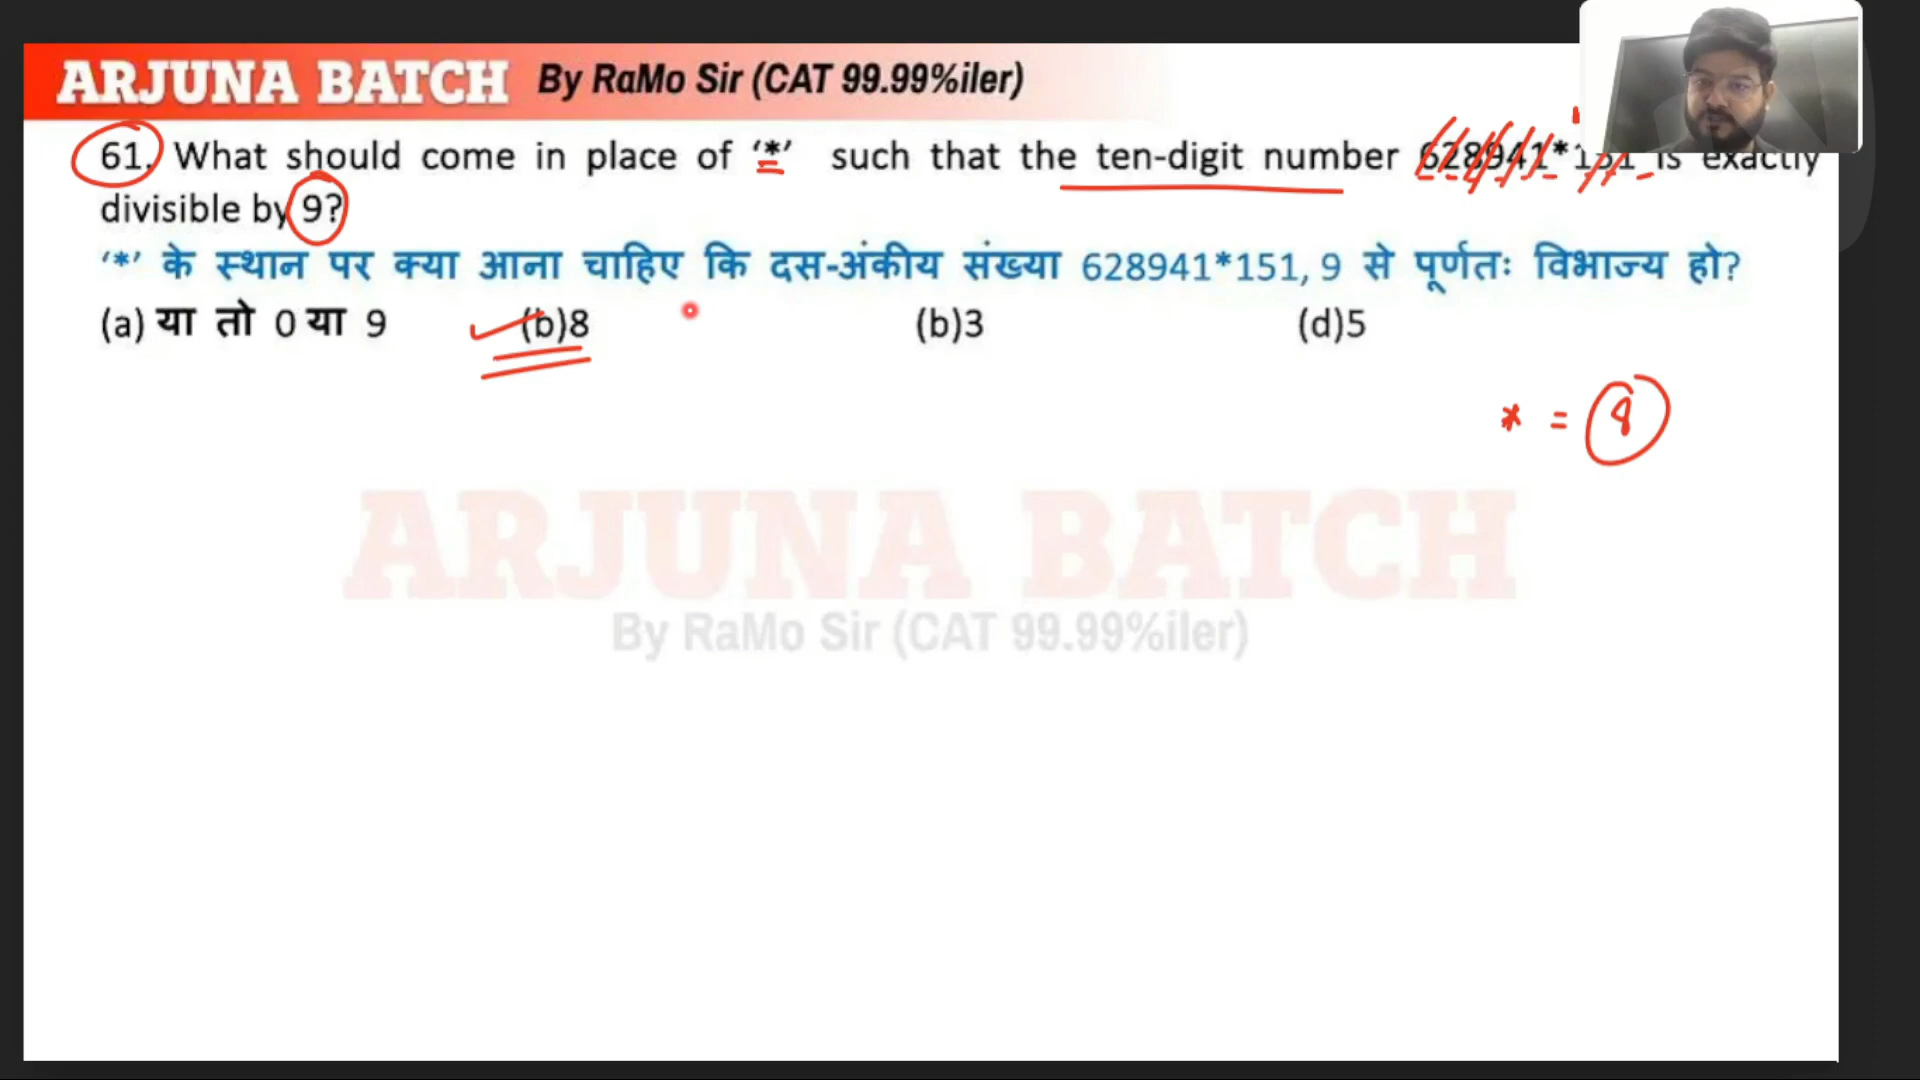 ARJUNA BATCH By RaMo Sir (CAT 99.99%iler)
61. What should come in place of ‘*’ such that the ten-digit number 628941*151 is exactly
divisible by 9?
‘*’ के स्थान पर क्या आना चाहिए कि दस-अंकीय संख्या 628941*151, 9 से पूर्णतः विभाज्य हो?
(a) या तो 0 या 9 (b)8 (b)3 (d)5
* = 8
ARJUNA BATCH
By RaMo Sir (CAT 99.99%iler)